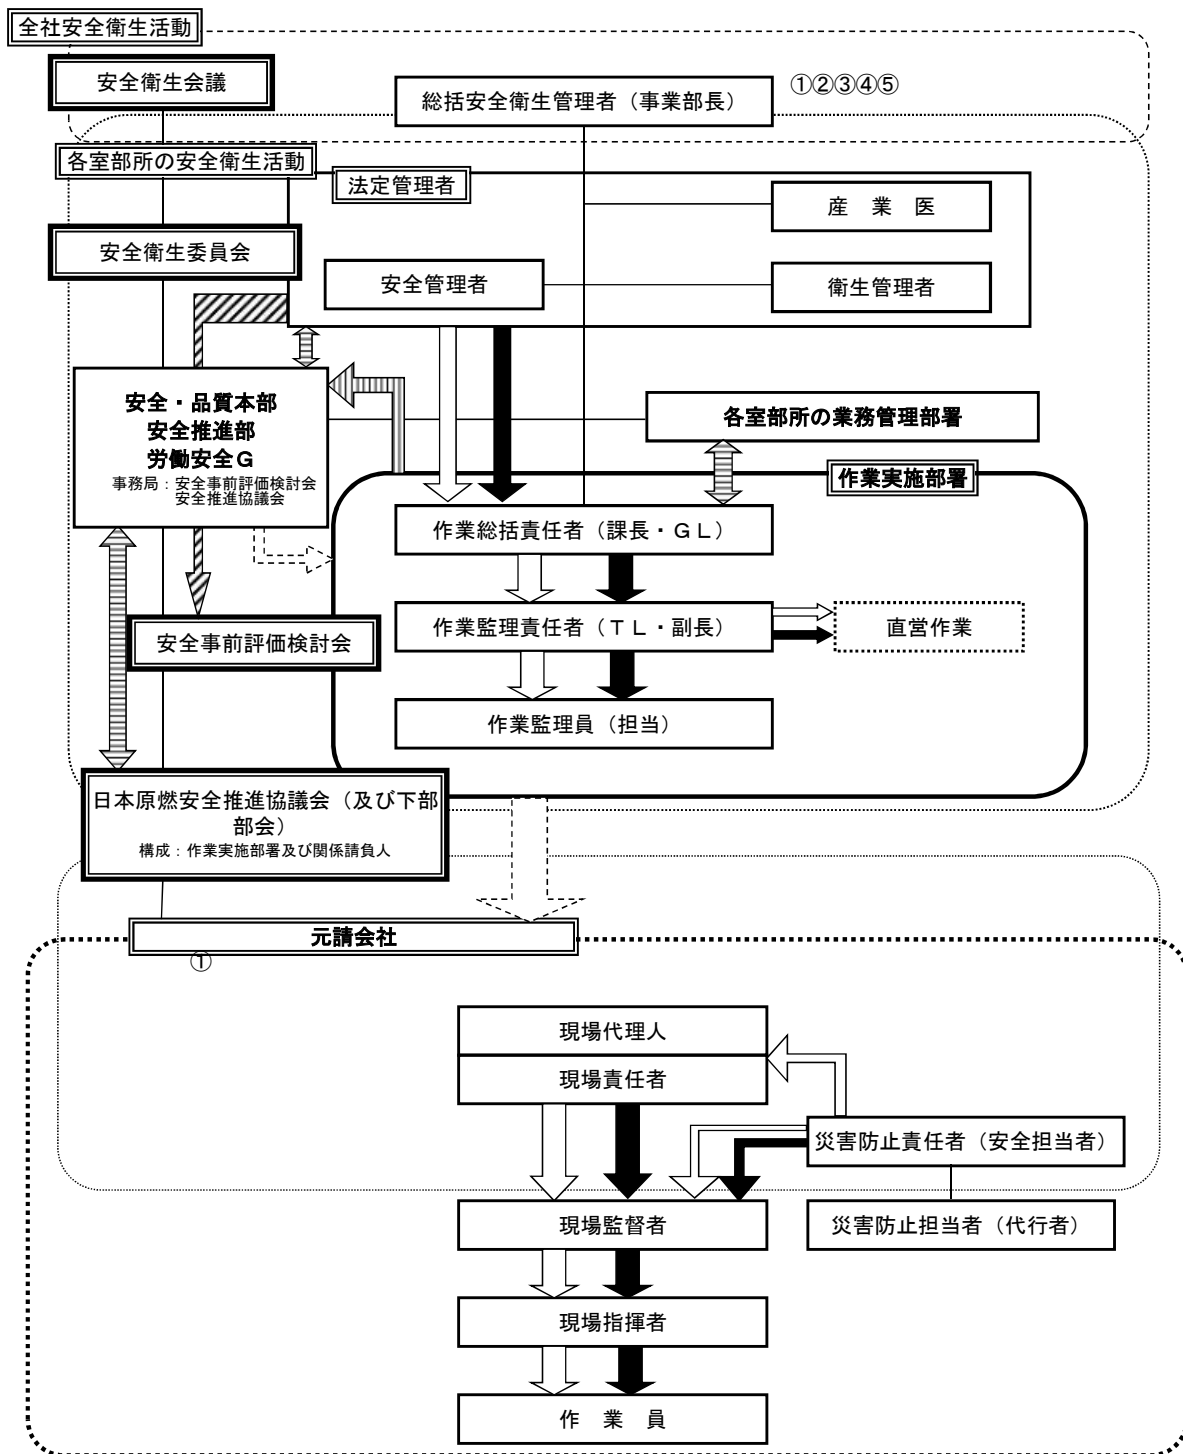 全社安全衛生活動
安全衛生会議
総括安全衛生管理者（事業部長）
①②③④⑤
各室部所の安全衛生活動
法定管理者
産　業　医
安全衛生委員会
安全管理者
衛生管理者
安全・品質本部
安全推進部
労働安全Ｇ
事務局：安全事前評価検討会
安全推進協議会
各室部所の業務管理部署
作業実施部署
作業総括責任者（課長・ＧＬ）
作業監理責任者（ＴＬ・副長）
直営作業
安全事前評価検討会
作業監理員（担当）
日本原燃安全推進協議会（及び下部
部会）
構成：作業実施部署及び関係請負人
元請会社
①
現場代理人
現場責任者
災害防止責任者（安全担当者）
現場監督者
災害防止担当者（代行者）
現場指揮者
作　業　員